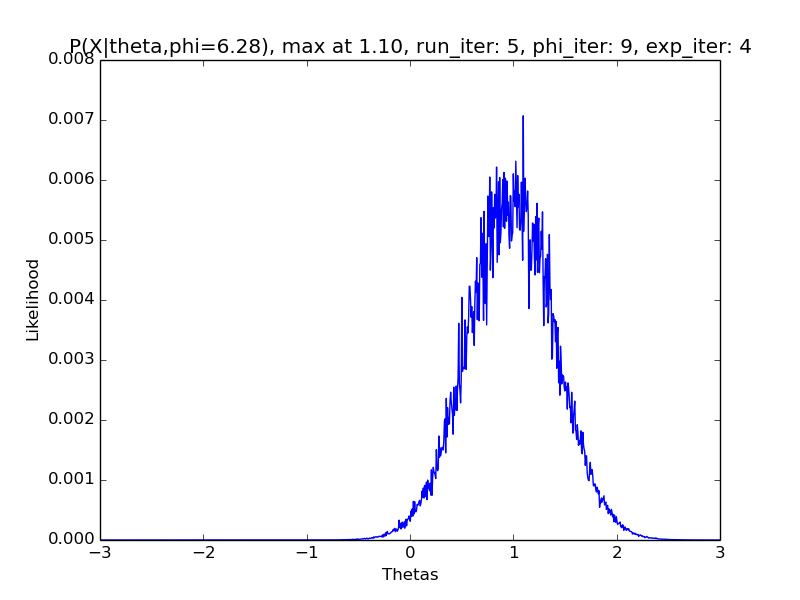 P(X|theta,phi=6.28), max at 1.10, run_iter: 5, phi_iter: 9, exp_iter: 4
0.008
0.007
0.006
0.005
0.004
0.003
0.002
0.001
0.000
Likelihood
−3 −2 −1 0 1 2 3
Thetas